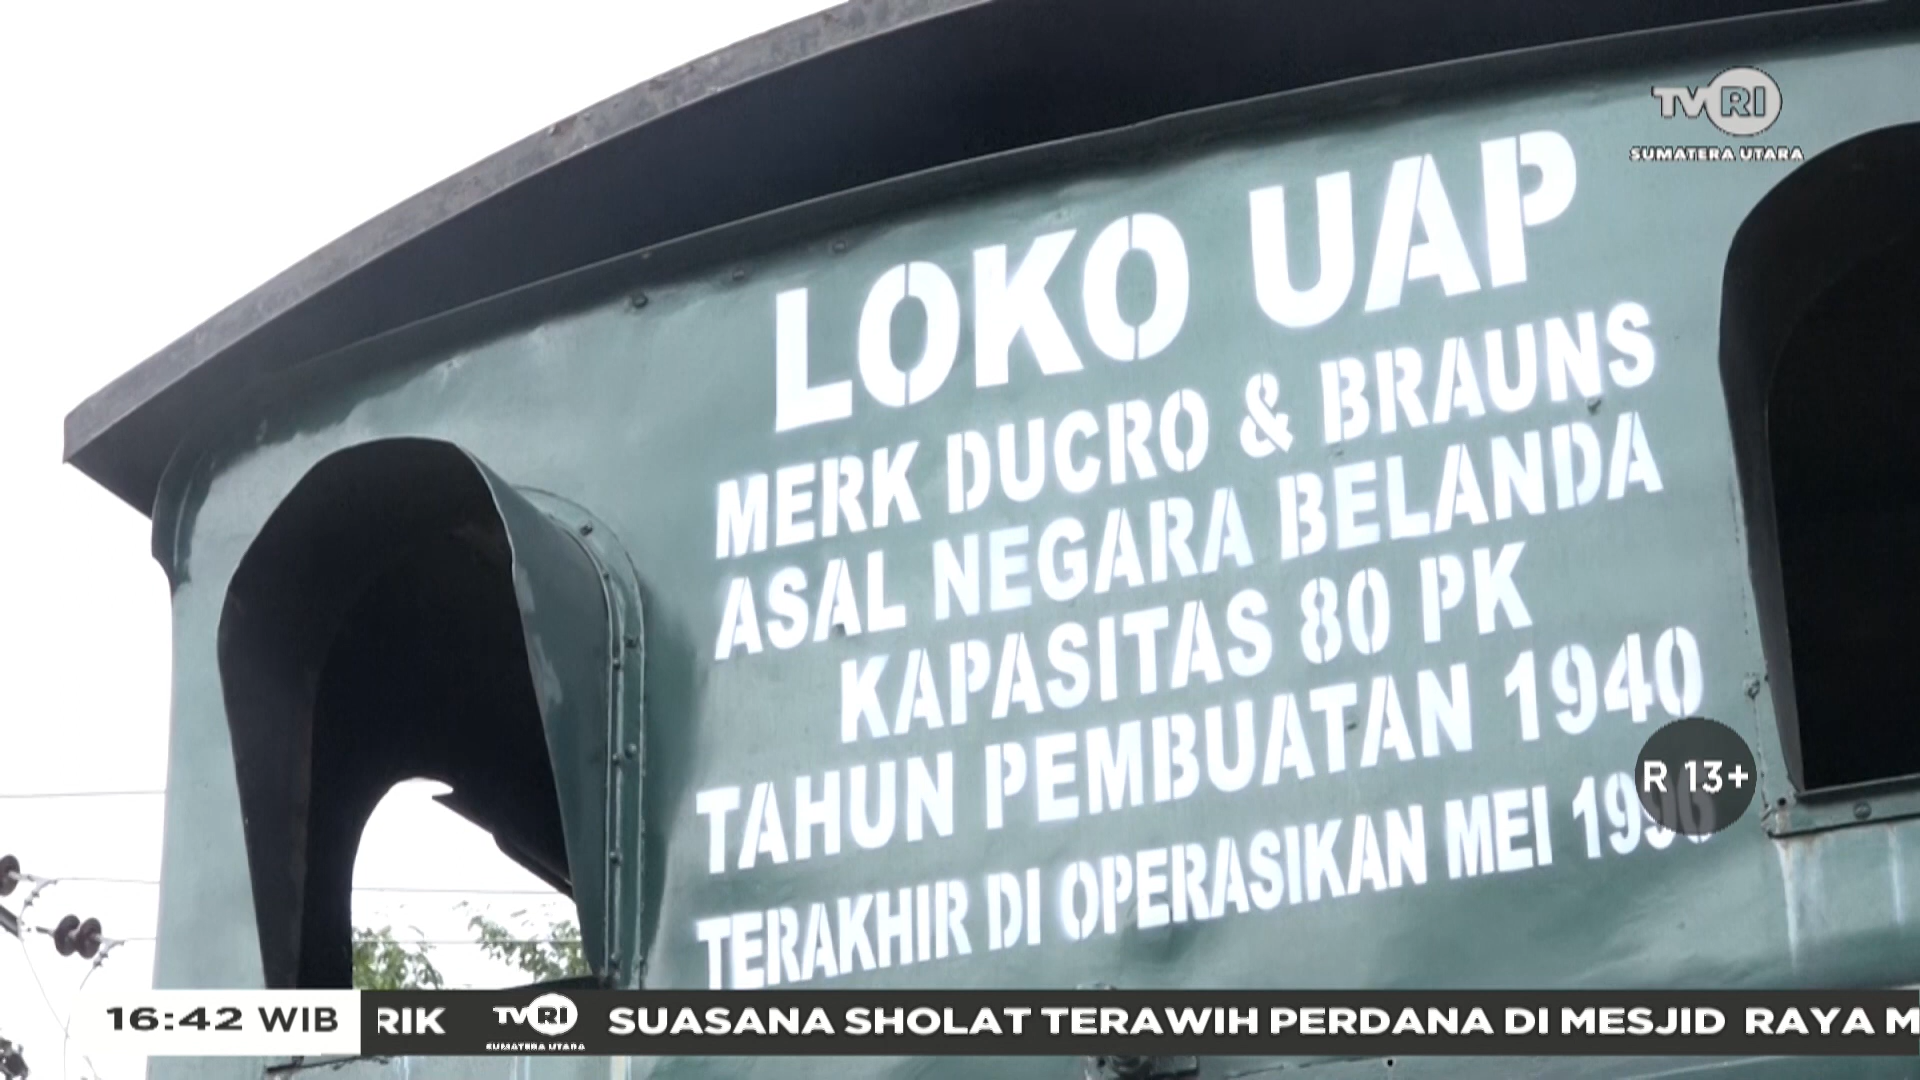 TVRI
SUMATERA UTARA
LOKO UAP
MERK DUCRO & BRAUNS
ASAL NEGARA BELANDA
KAPASITAS 80 PK
TAHUN PEMBUATAN 1940
R 13+
TERAKHIR DI OPERASIKAN MEI 1996
16:42 WIB
RIK
TVRI
SUMATERA UTARA
SUASANA SHOLAT TERAWIH PERDANA DI MESJID RAYA M